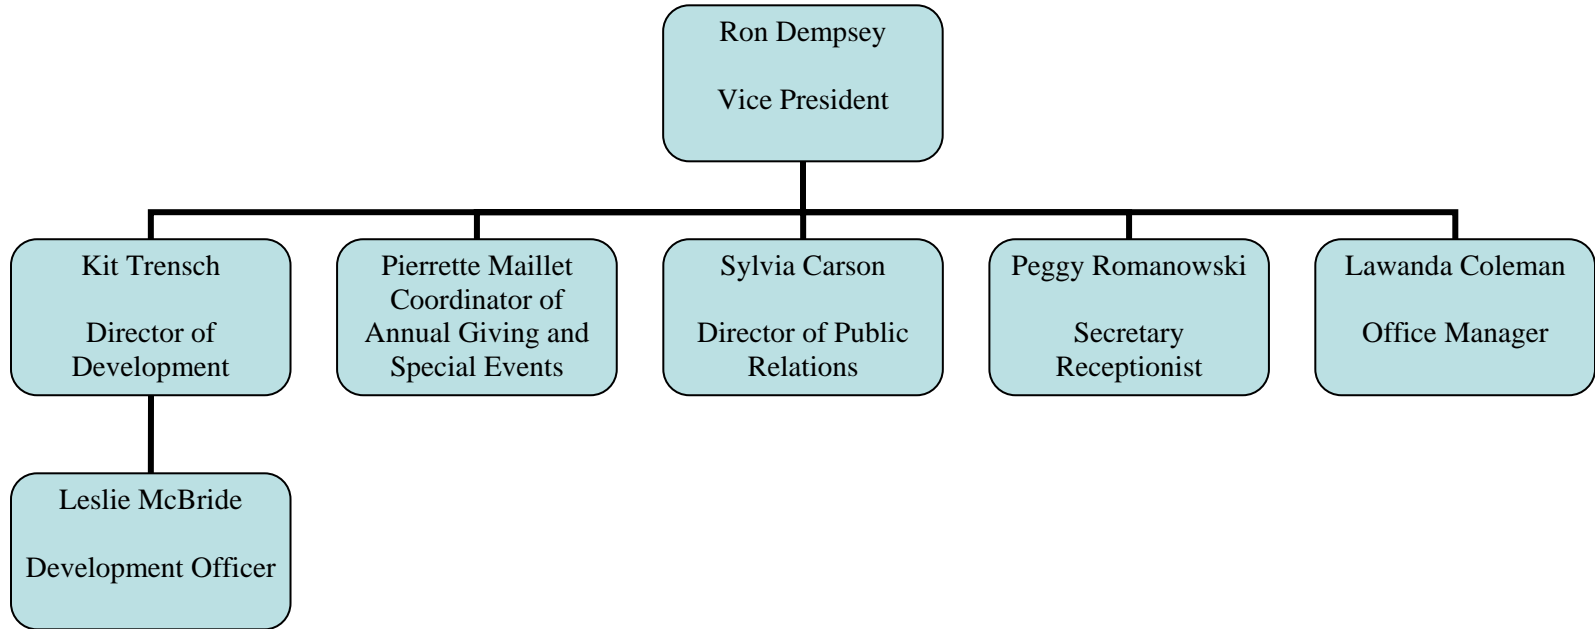 Ron Dempsey
Vice President
Kit Trensch
Director of
Development
Pierrette Maillet
Coordinator of
Annual Giving and
Special Events
Sylvia Carson
Director of Public
Relations
Peggy Romanowski
Secretary
Receptionist
Lawanda Coleman
Office Manager
Leslie McBride
Development Officer